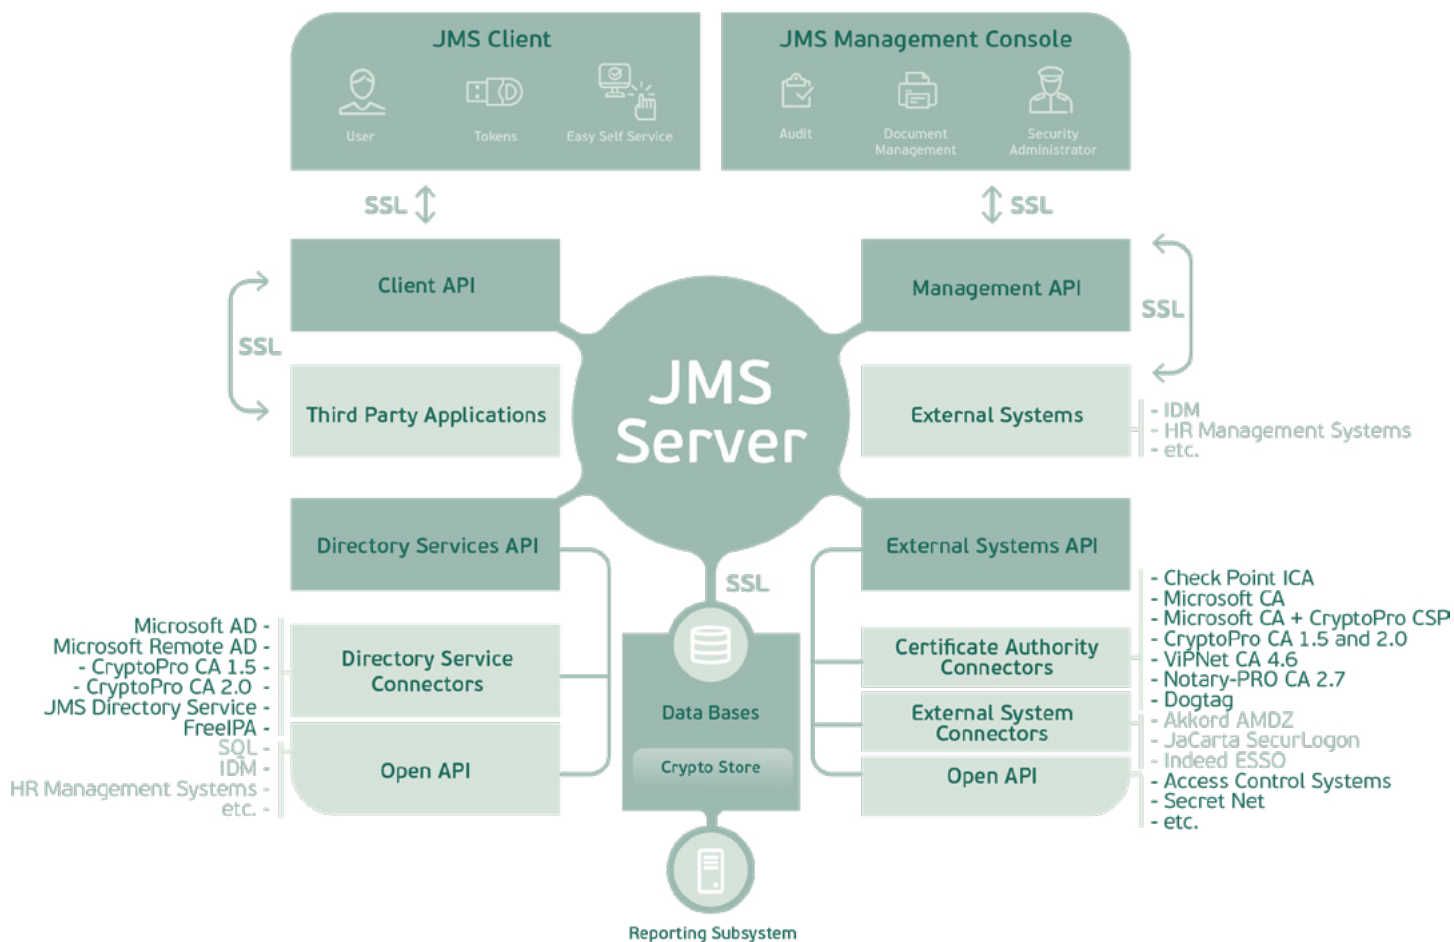 JMS Client
User
Tokens
Easy Self Service
JMS Management Console
Audit
Document
Management
Security
Administrator
SSL
SSL
Client API
Management API
SSL
SSL
JMS
Server
Third Party Applications
External Systems
- IDM
- HR Management Systems
- etc.
Directory Services API
External Systems API
SSL
Microsoft AD -
Microsoft Remote AD -
- CryptoPro CA 1.5 -
- CryptoPro CA 2.0 -
JMS Directory Service -
FreeIPA -
SQL -
IDM -
HR Management Systems -
etc. -
Directory Service
Connectors
Open API
Data Bases
Crypto Store
Reporting Subsystem
Certificate Authority
Connectors
External System
Connectors
Open API
- Check Point ICA
- Microsoft CA
- Microsoft CA + CryptoPro CSP
- CryptoPro CA 1.5 and 2.0
- ViPNet CA 4.6
- Notary-PRO CA 2.7
- Dogtag
- Akkord AMDZ
- JaCarta SecurLogon
- Indeed ESSO
- Access Control Systems
- Secret Net
- etc.